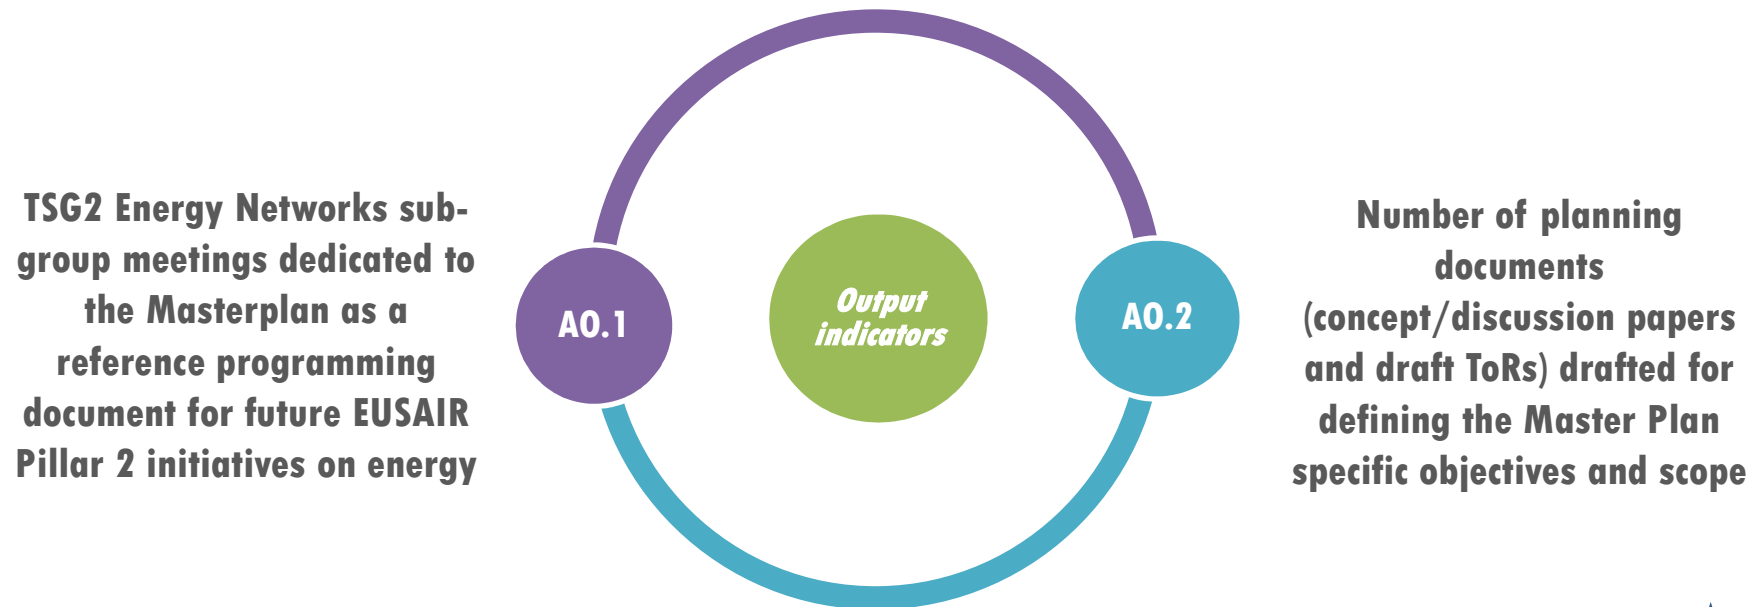 TSG2 Energy Networks sub-
group meetings dedicated to
the Masterplan as a
reference programming
document for future EUSAIR
Pillar 2 initiatives on energy
AO.1
Output
indicators
AO.2
Number of planning
documents
(concept/discussion papers
and draft ToRs) drafted for
defining the Master Plan
specific objectives and scope